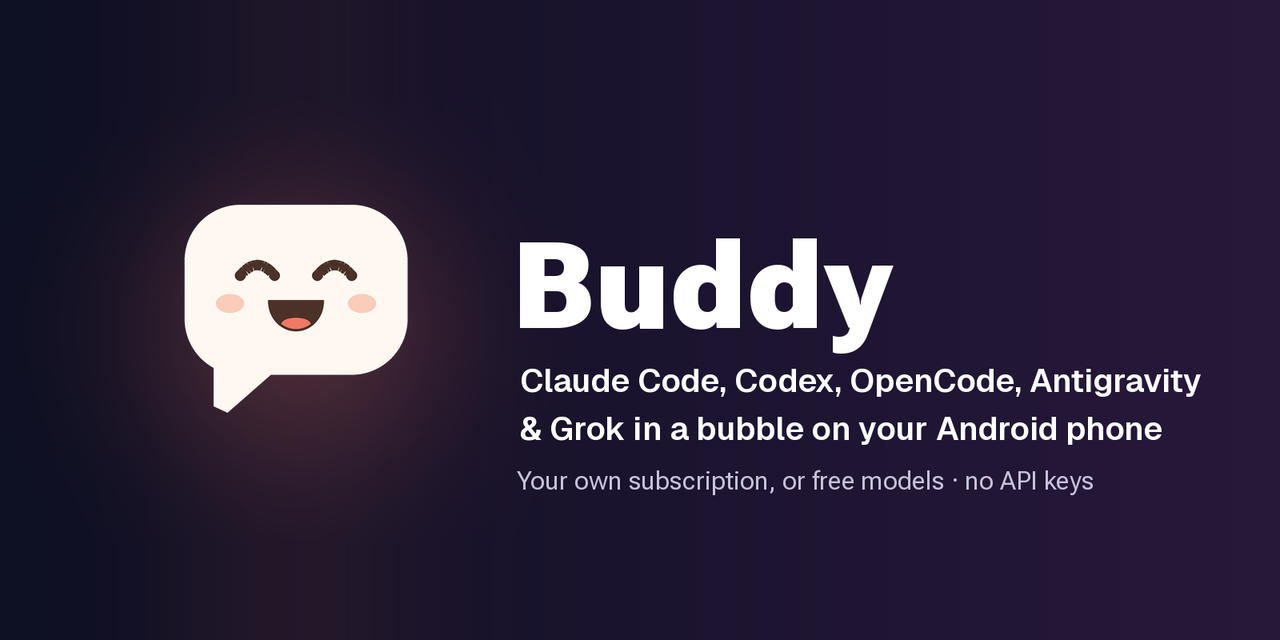 Buddy
Claude Code, Codex, OpenCode, Antigravity
& Grok in a bubble on your Android phone
Your own subscription, or free models · no API keys